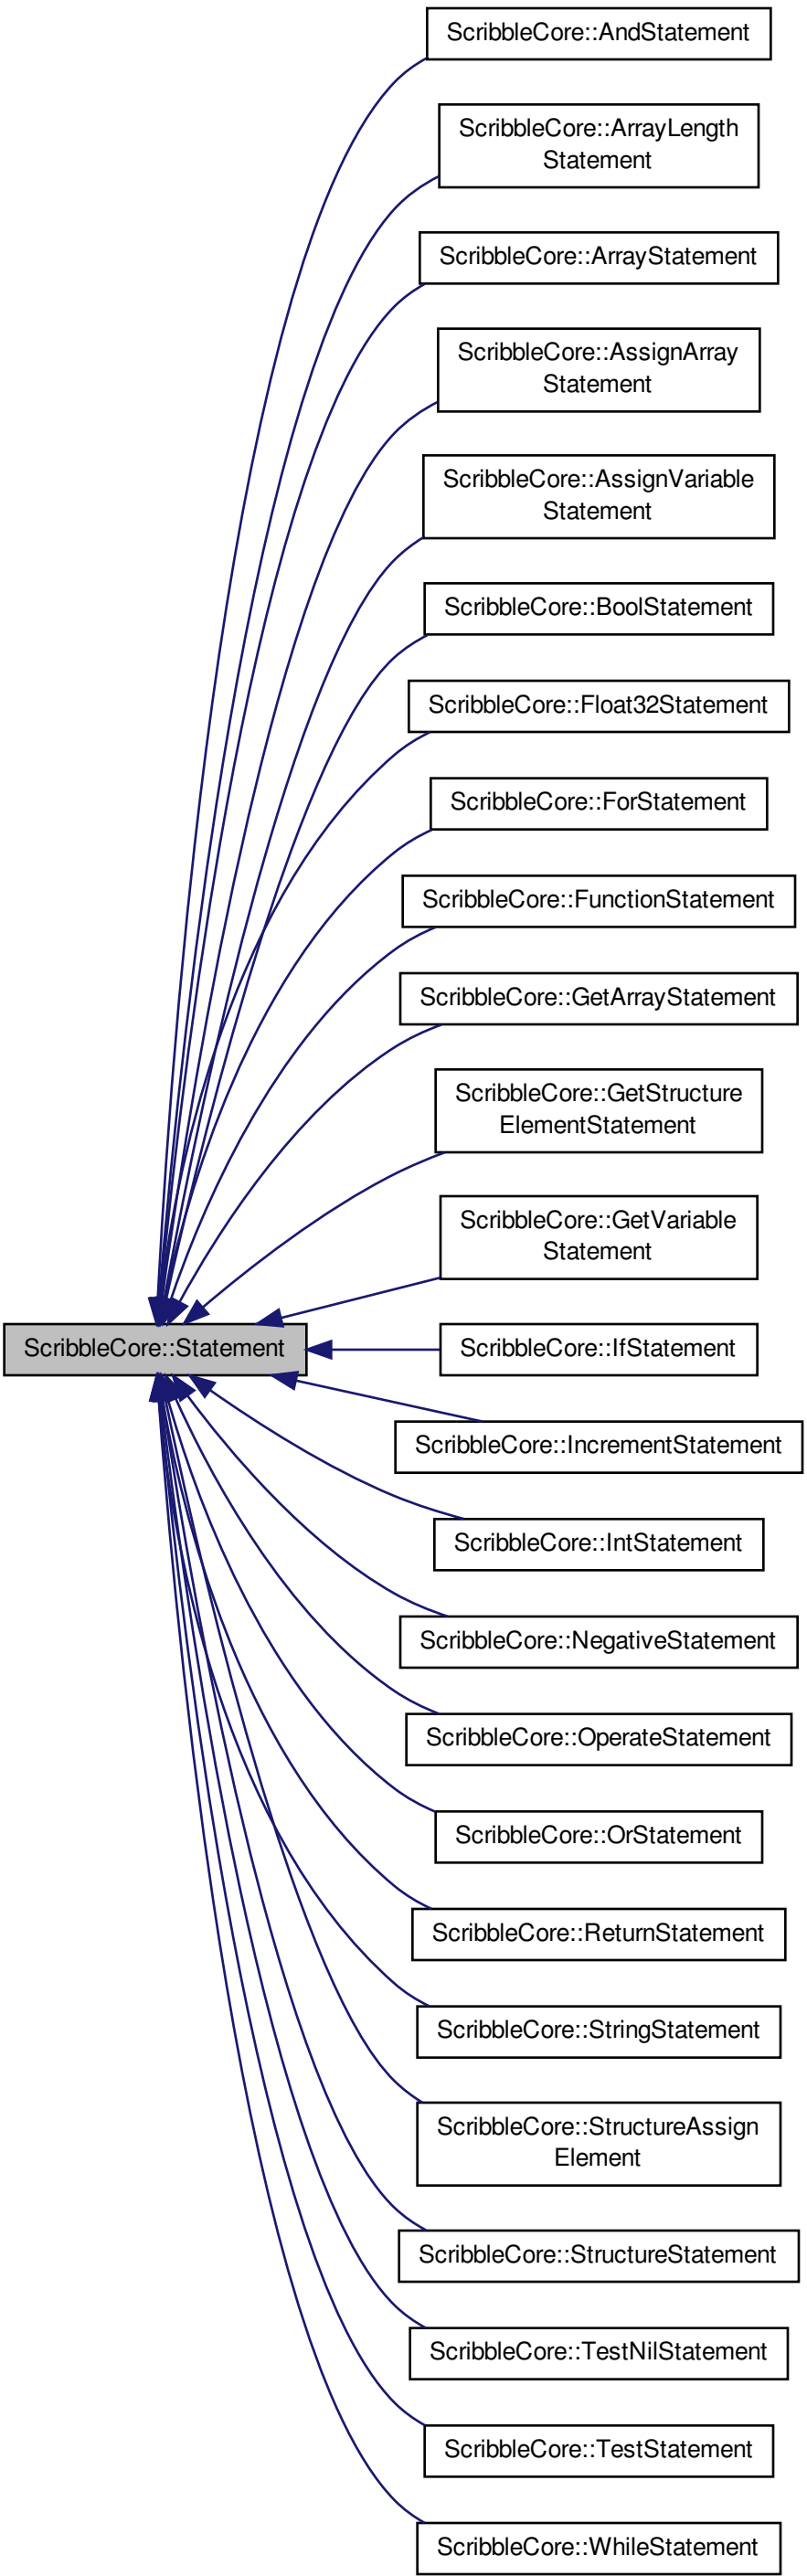 ScribbleCore::AndStatement
ScribbleCore::ArrayLength
Statement
ScribbleCore::ArrayStatement
ScribbleCore::AssignArray
Statement
ScribbleCore::AssignVariable
Statement
ScribbleCore::BoolStatement
ScribbleCore::Float32Statement
ScribbleCore::ForStatement
ScribbleCore::FunctionStatement
ScribbleCore::GetArrayStatement
ScribbleCore::GetStructure
ElementStatement
ScribbleCore::GetVariable
Statement
ScribbleCore::Statement
ScribbleCore::IfStatement
ScribbleCore::IncrementStatement
ScribbleCore::IntStatement
ScribbleCore::NegativeStatement
ScribbleCore::OperateStatement
ScribbleCore::OrStatement
ScribbleCore::ReturnStatement
ScribbleCore::StringStatement
ScribbleCore::StructureAssign
Element
ScribbleCore::StructureStatement
ScribbleCore::TestNilStatement
ScribbleCore::TestStatement
ScribbleCore::WhileStatement